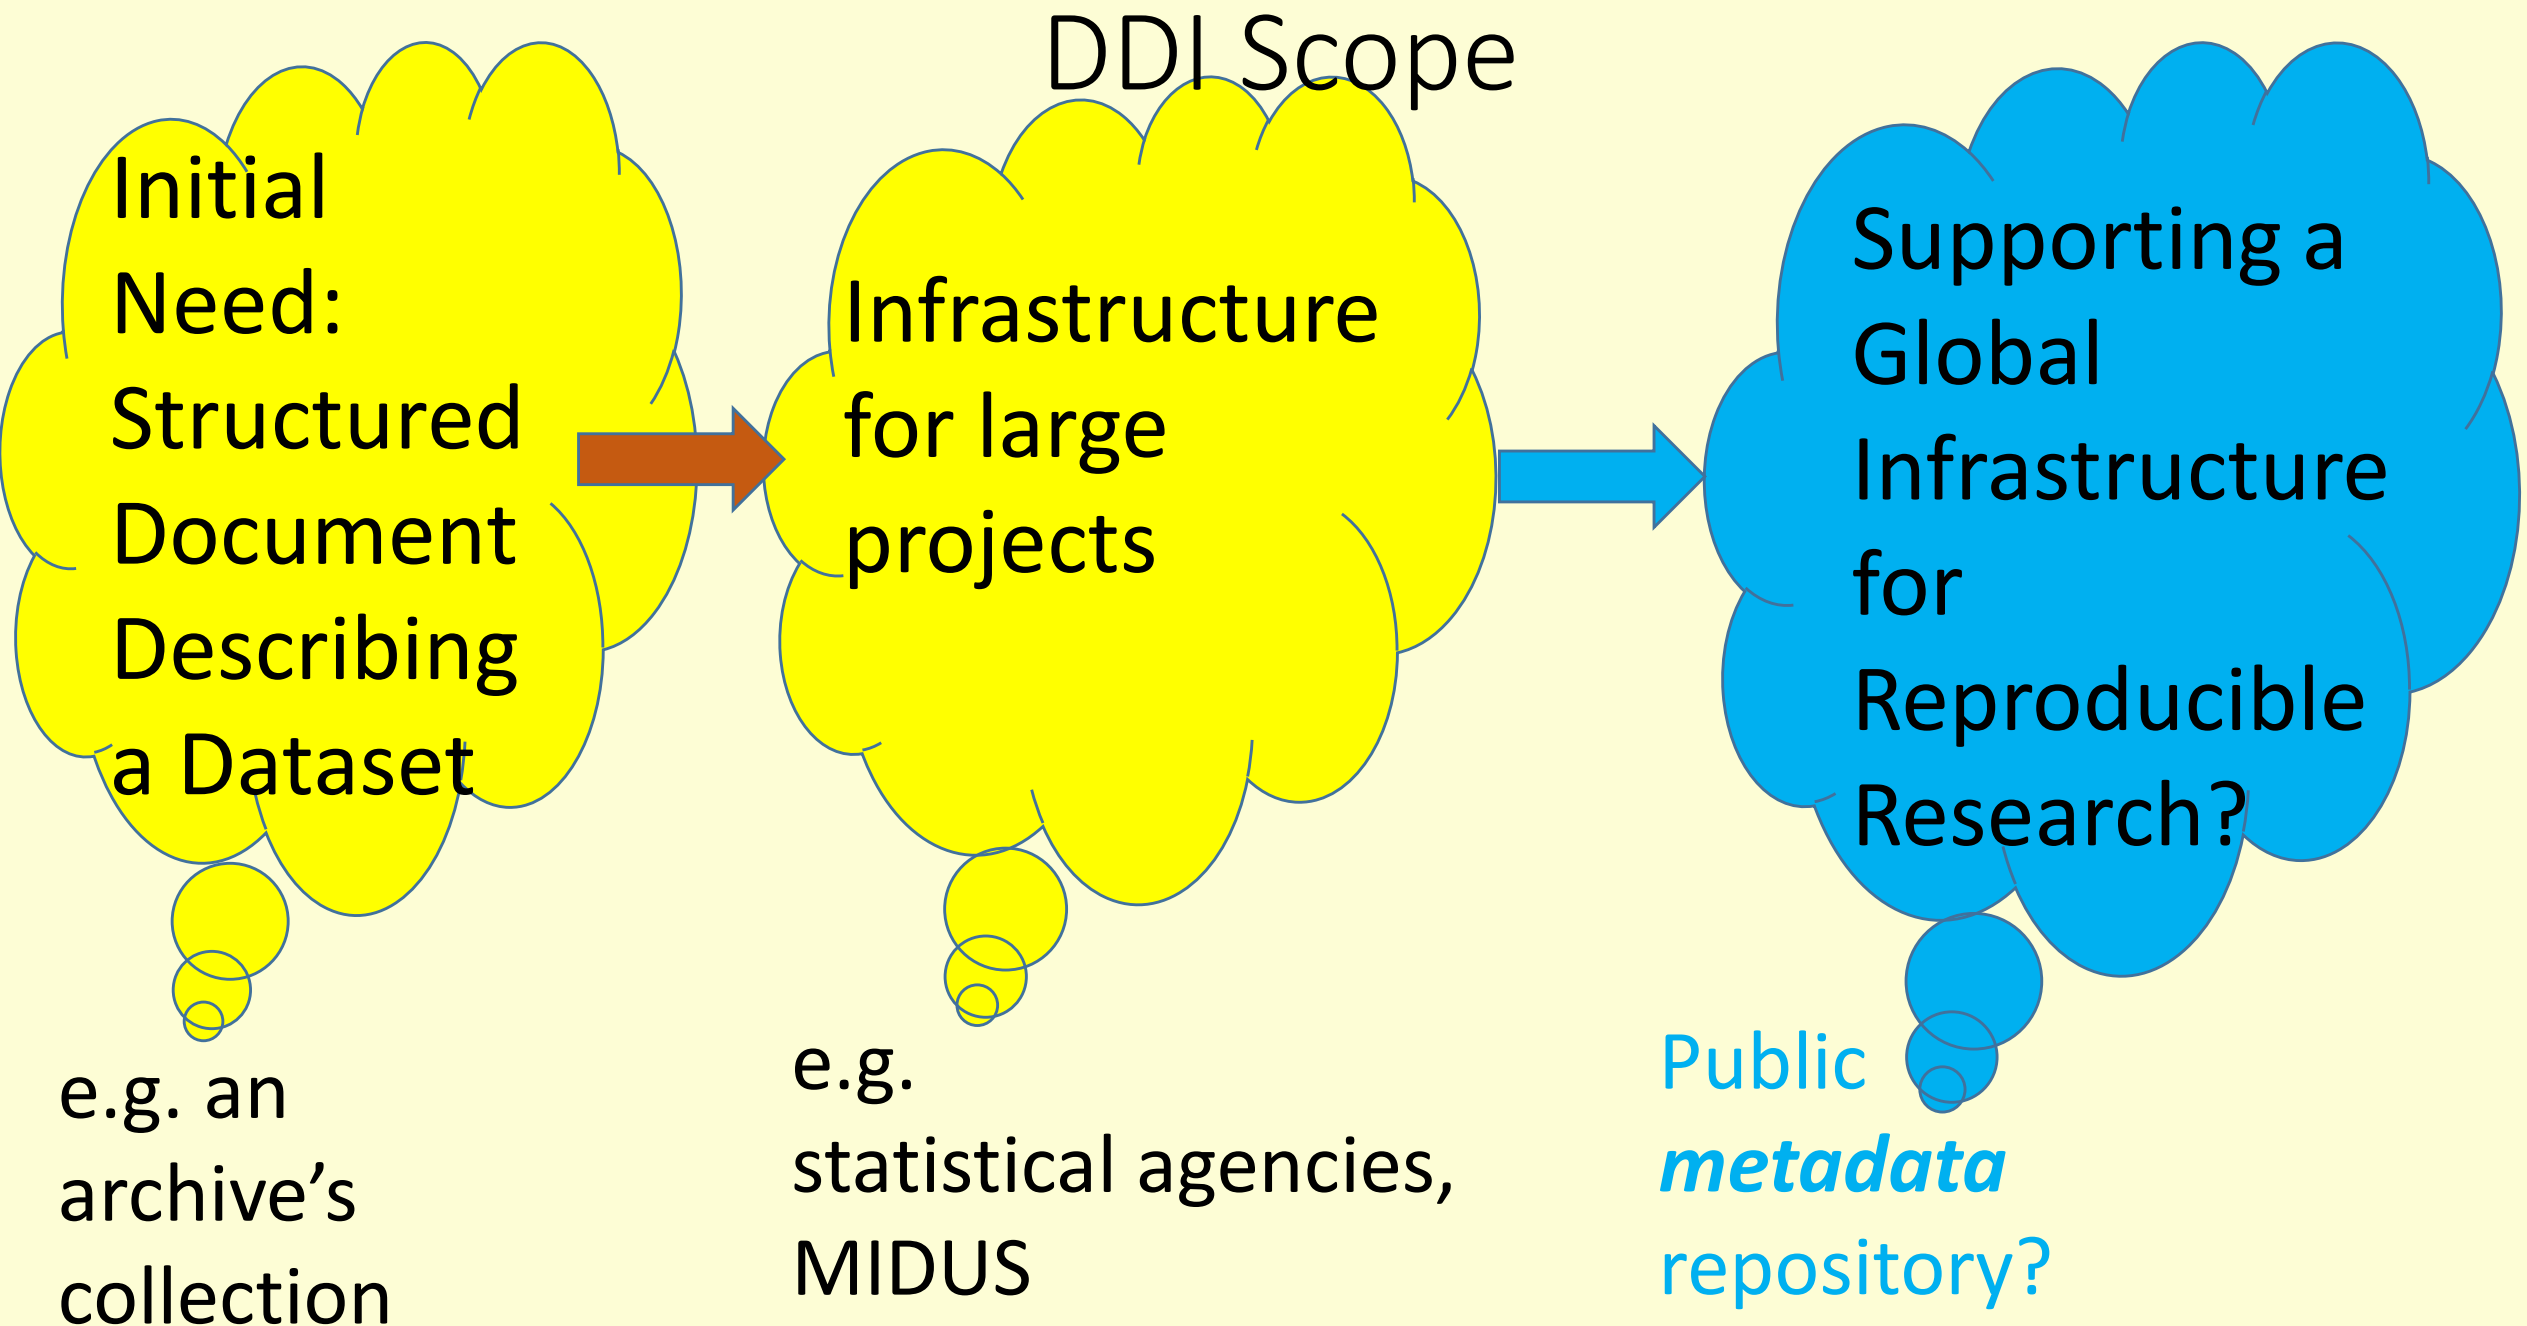 DDI Scope
Initial
Need:
Structured
Document
Describing
a Dataset
Infrastructure
for large
projects
Supporting a
Global
Infrastructure
for
Reproducible
Research?
e.g. an
archive’s
collection
e.g.
statistical agencies,
MIDUS
Public
metadata
repository?